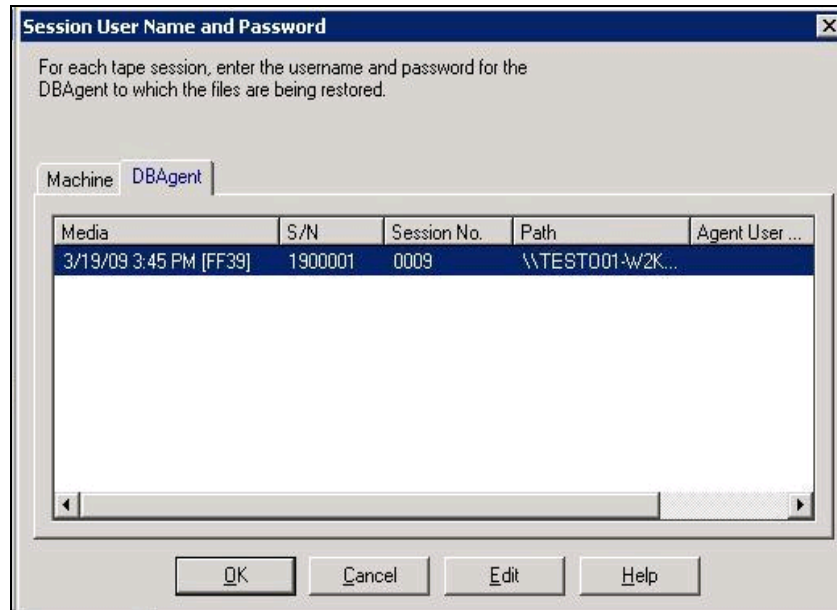 Session User Name and Password
For each tape session, enter the username and password for the
DBAgent to which the files are being restored.
Machine DBAgent
Media S/N Session No. Path Agent User ...
3/19/09 3:45 PM [FF39] 1900001 0009 \\TEST001-W2K...
OK Cancel Edit Help